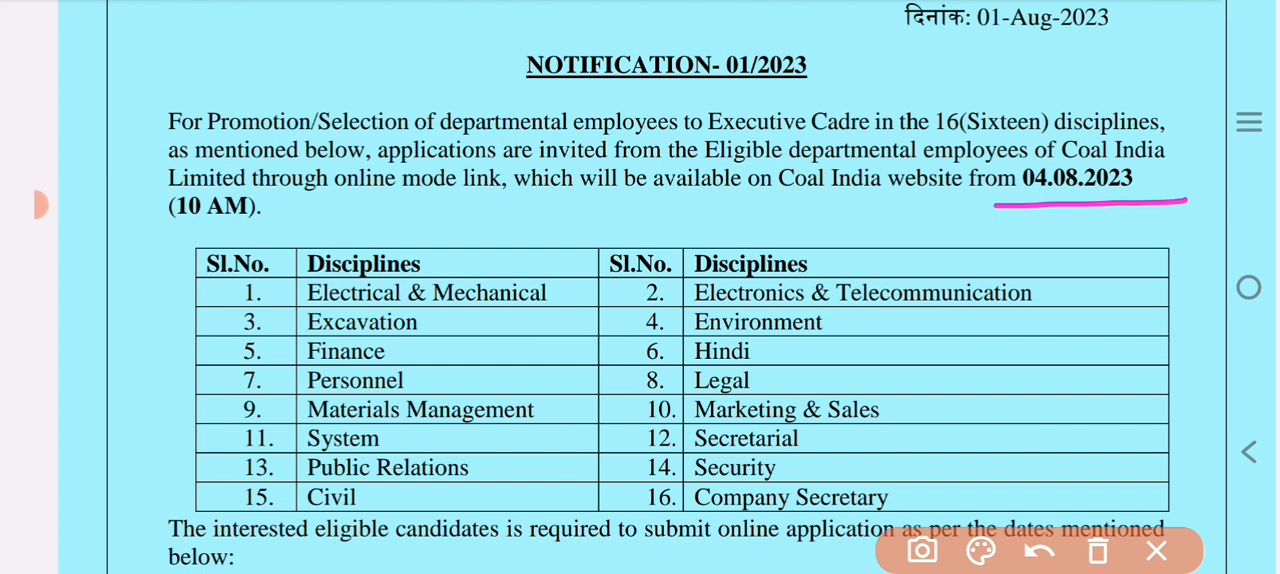 दिनांक: 01-Aug-2023
NOTIFICATION- 01/2023
For Promotion/Selection of departmental employees to Executive Cadre in the 16(Sixteen) disciplines,
as mentioned below, applications are invited from the Eligible departmental employees of Coal India
Limited through online mode link, which will be available on Coal India website from 04.08.2023
(10 AM).
Sl.No. Disciplines Sl.No. Disciplines
1. Electrical & Mechanical 2. Electronics & Telecommunication
3. Excavation 4. Environment
5. Finance 6. Hindi
7. Personnel 8. Legal
9. Materials Management 10. Marketing & Sales
11. System 12. Secretarial
13. Public Relations 14. Security
15. Civil 16. Company Secretary
The interested eligible candidates is required to submit online application as per the dates mentioned
below: